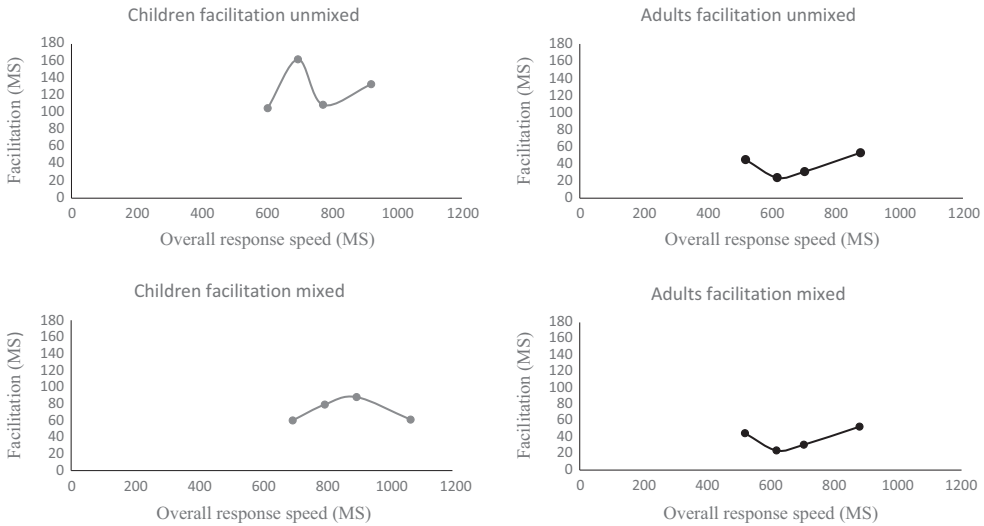 Children facilitation unmixed
Facilitation (MS)
180
160
140
120
100
80
60
40
20
0
0 200 400 600 800 1000 1200
Overall response speed (MS)
Adults facilitation unmixed
Facilitation (MS)
180
160
140
120
100
80
60
40
20
0
0 200 400 600 800 1000 1200
Overall response speed (MS)
Children facilitation mixed
Facilitation (MS)
180
160
140
120
100
80
60
40
20
0
0 200 400 600 800 1000 1200
Overall response speed (MS)
Adults facilitation mixed
Facilitation (MS)
180
160
140
120
100
80
60
40
20
0
0 200 400 600 800 1000 1200
Overall response speed (MS)